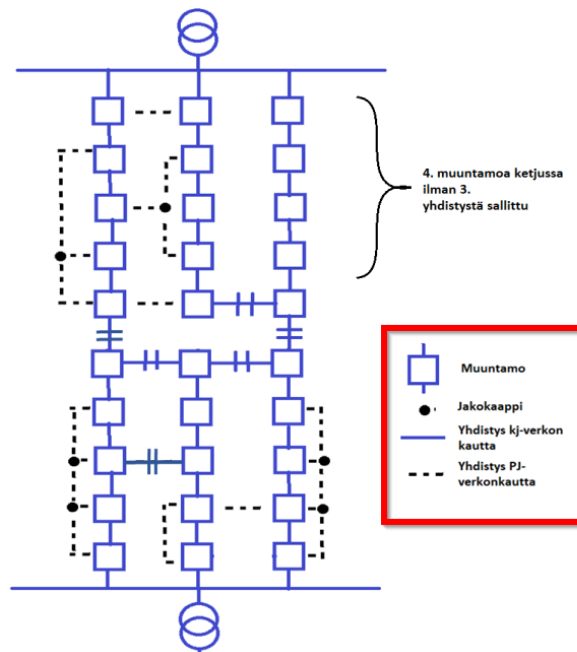 4. muuntamoa ketjussa
ilman 3.
yhdistystä sallittu
Muuntamo
Jakokaappi
Yhdistys kj-verkon
kautta
Yhdistys PJ-
verkonkautta